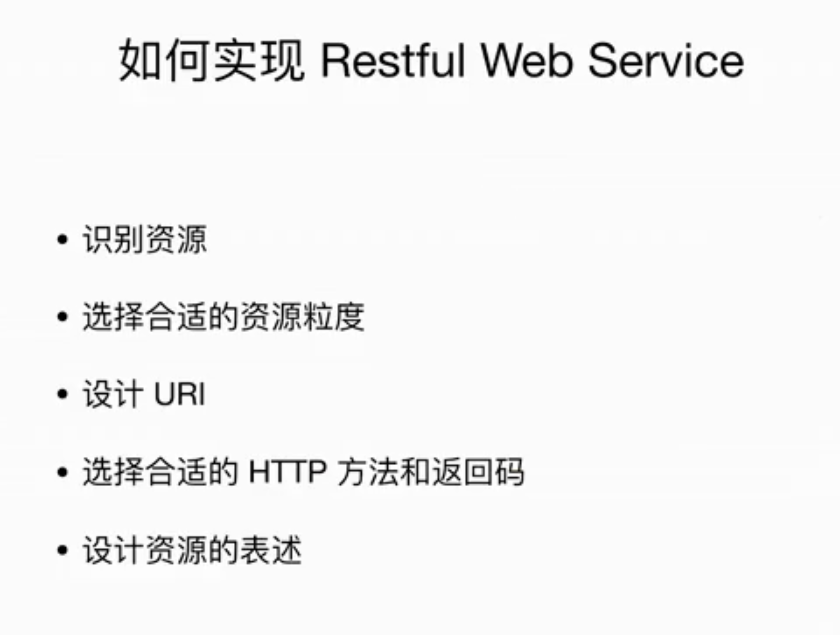 如何实现 Restful Web Service
• 识别资源
• 选择合适的资源粒度
• 设计 URI
• 选择合适的 HTTP 方法和返回码
• 设计资源的表述